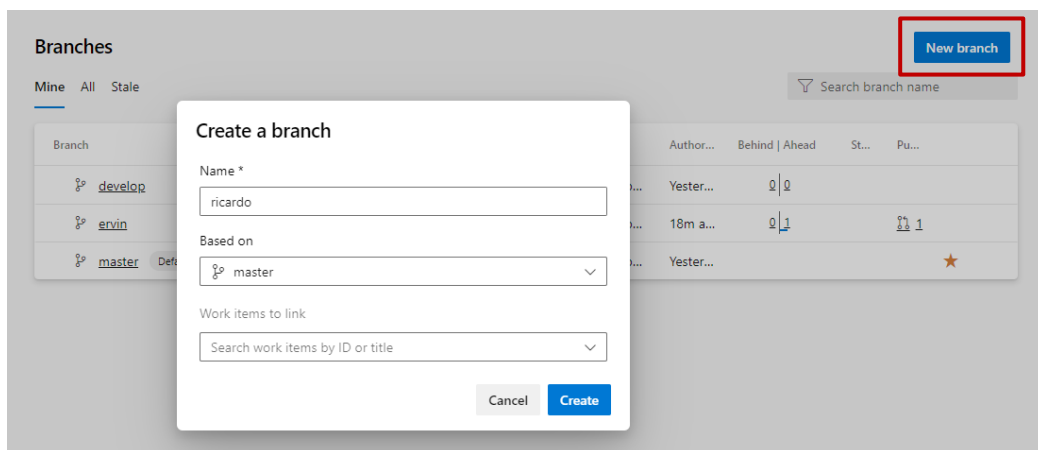 Branches
New branch
Mine All Stale
Search branch name
Create a branch
Branch
Author... Behind | Ahead St... Pu...
Name *
ricardo
develop
Yester... 0 0
ervin
18m a... 0 1 1
Based on
master
master
Yester...
Work items to link
Search work items by ID or title
Cancel Create